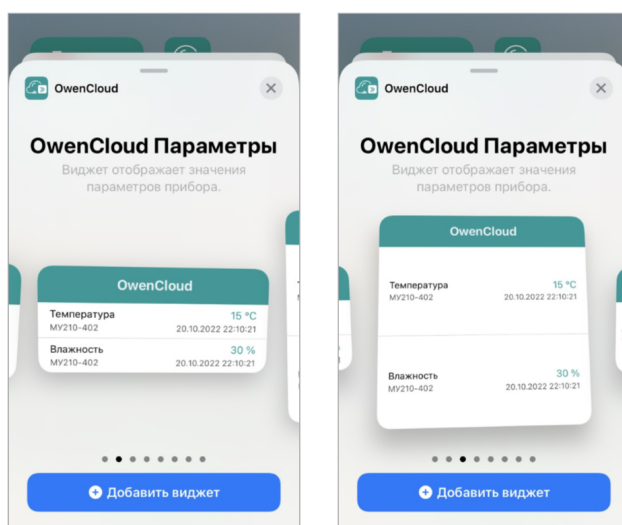 OwenCloud
OwenCloud Параметры
Виджет отображает значения
параметров прибора.
OwenCloud
Температура 15 °C
МУ210-402 20.10.2022 22:10:21
Влажность 30 %
МУ210-402 20.10.2022 22:10:21
Добавить виджет
OwenCloud
OwenCloud Параметры
Виджет отображает значения
параметров прибора.
OwenCloud
Температура 15 °C
МУ210-402 20.10.2022 22:10:21
Влажность 30 %
МУ210-402 20.10.2022 22:10:21
Добавить виджет